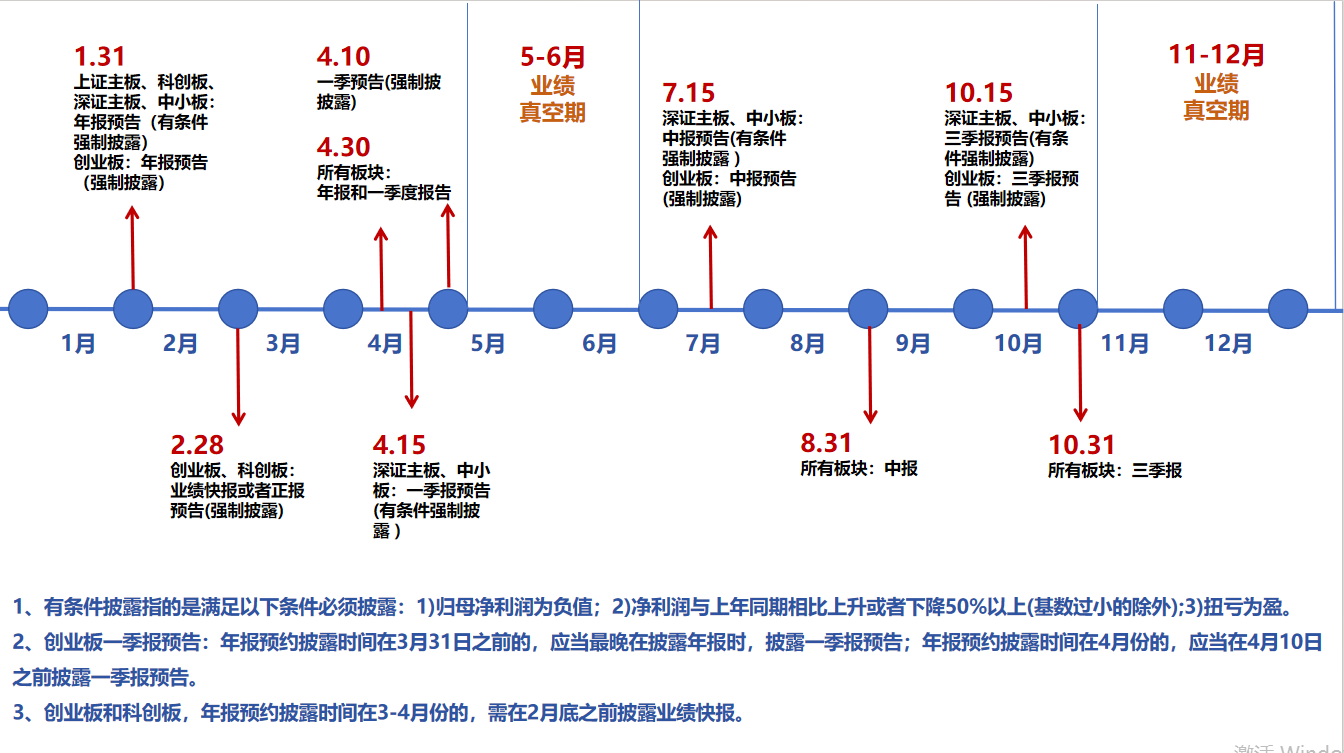 1.31
上证主板、科创板、
深证主板、中小板：
年报预告（有条件
强制披露）
创业板：年报预告
（强制披露）
4.10
一季预告(强制披
披露)
4.30
所有板块：
年报和一季度报告
5-6月
业绩
真空期
7.15
深证主板、中小板：
中报预告(有条件
强制披露 )
创业板：中报预告
(强制披露)
10.15
深证主板、中小板：
三季报预告(有条
件强制披露)
创业板：三季报预
告 (强制披露)
11-12月
业绩
真空期
1月
2月
3月
4月
5月
6月
7月
8月
9月
10月
11月
12月
2.28
创业板、科创板：
业绩快报或者正报
预告(强制披露)
4.15
深证主板、中小
板：一季报预告
(有条件强制披
露 )
8.31
所有板块：中报
10.31
所有板块：三季报
1、有条件披露指的是满足以下条件必须披露：1)归母净利润为负值；2)净利润与上年同期相比上升或者下降50%以上(基数过小的除外);3)扭亏为盈。
2、创业板一季报预告：年报预约披露时间在3月31日之前的，应当最晚在披露年报时，披露一季报预告；年报预约披露时间在4月份的，应当在4月10日
之前披露一季报预告。
3、创业板和科创板，年报预约披露时间在3-4月份的，需在2月底之前披露业绩快报。